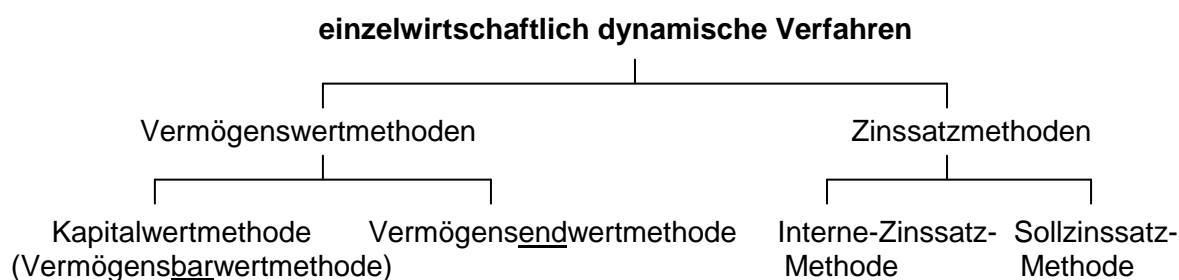 einzelwirtschaftlich dynamische Verfahren
Vermögenswertmethoden Zinssatzmethoden
Kapitalwertmethode Vermögensendwertmethode Interne-Zinssatz- Sollzinssatz-
(Vermögensbarwertmethode) Methode Methode